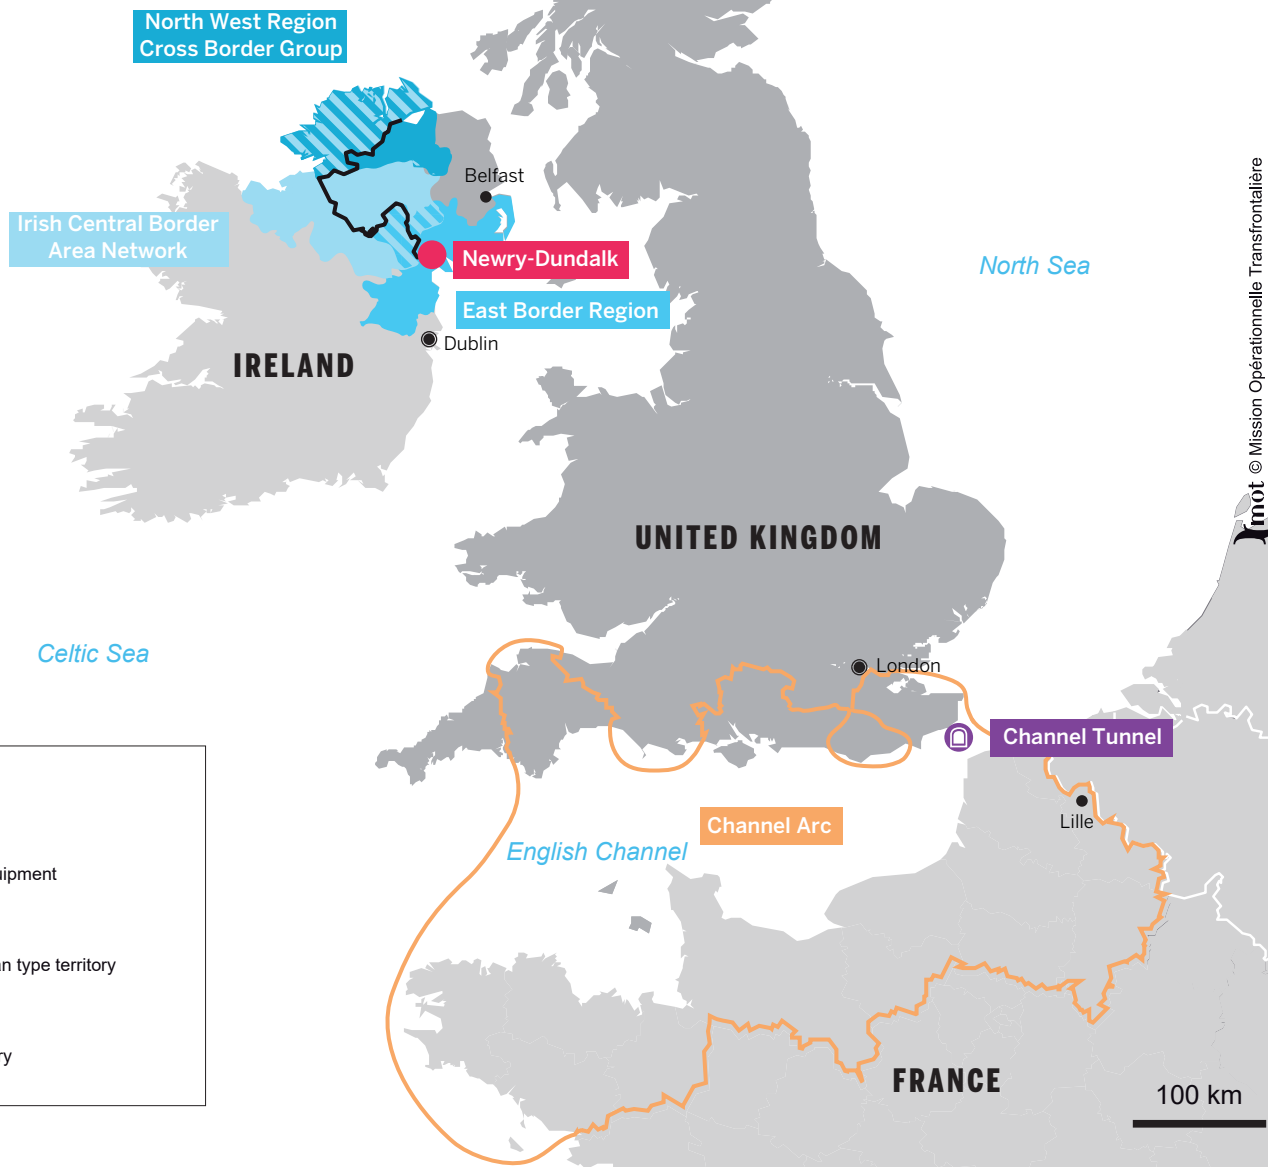 North West Region
Cross Border Group
Belfast
Irish Central Border
Area Network
Newry-Dundalk
North Sea
East Border Region
Dublin
IRELAND
© Mission Opérationnelle Transfrontalière
mot
UNITED KINGDOM
Celtic Sea
London
Channel Tunnel
Lille
Channel Arc
English Channel
uipment
n type territory
ry
FRANCE
100 km